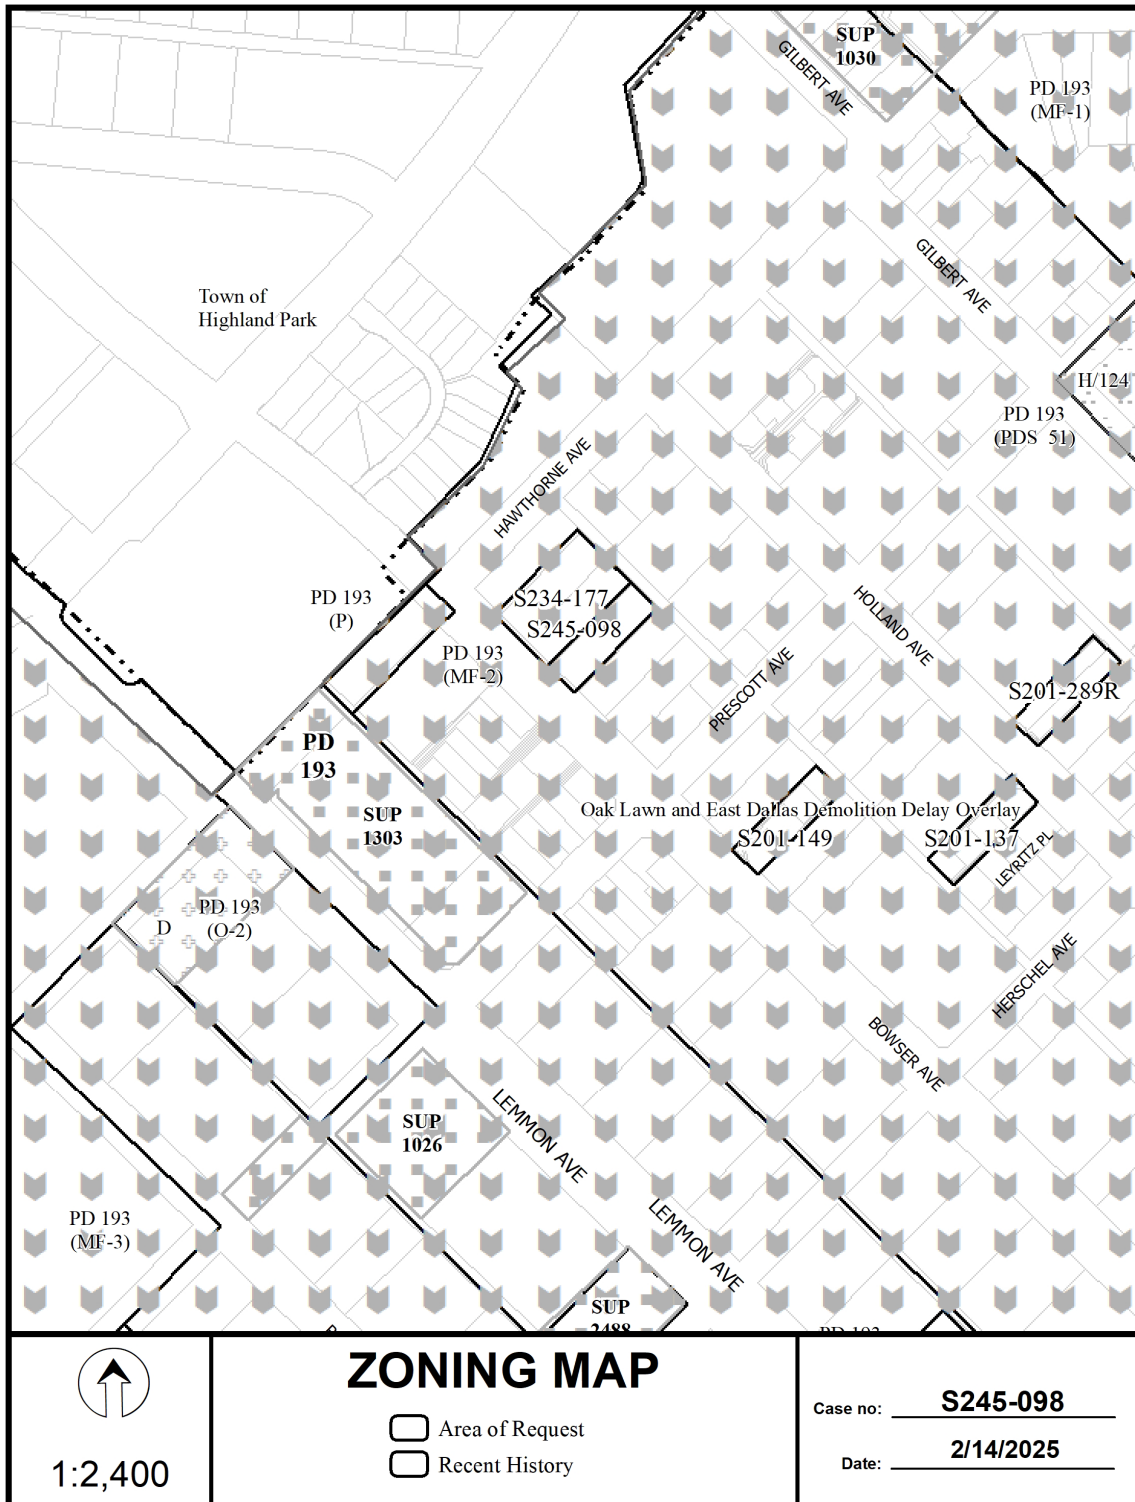 SUP
1030
GILBERT AVE
PD 193
(MF-1)
GILBERT AVE
Town of
Highland Park
H/124
PD 193
(PDS 51)
HAWTHORNE AVE
PD 193
(P)
S234-177
S245-098
HOLLAND AVE
PD 193
(MF-2)
PRESCOTT AVE
S201-289R
PD
193
SUP
1303
Oak Lawn and East Dallas Demolition Delay Overlay
S201-149
S201-137
LEYRITZ PL
D
PD 193
(O-2)
HERSCHEL AVE
BOWSER AVE
SUP
1026
LEMMON AVE
PD 193
(MF-3)
LEMMON AVE
SUP
2488
PD 193
1:2,400
ZONING MAP
Area of Request
Recent History
Case no: S245-098
Date: 2/14/2025